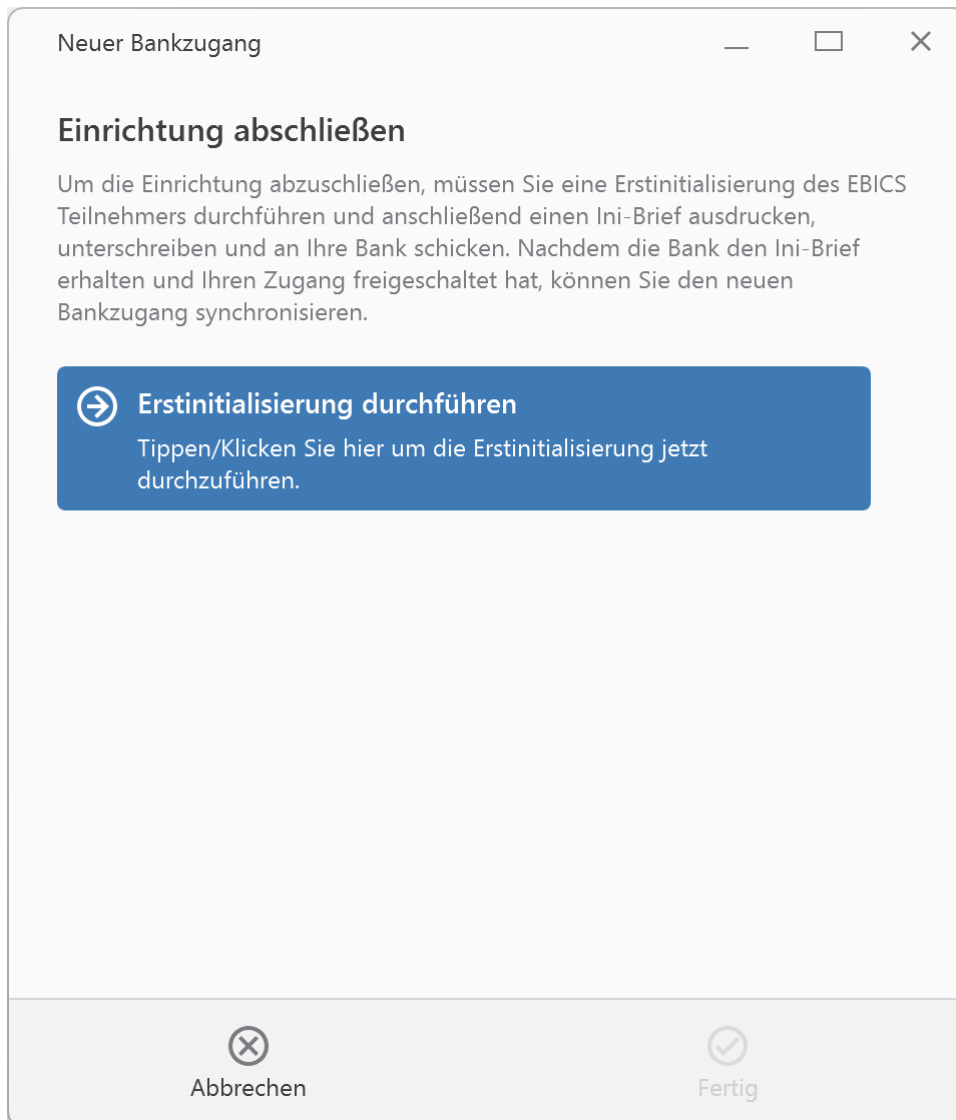 Neuer Bankzugang
Einrichtung abschließen
Um die Einrichtung abzuschließen, müssen Sie eine Erstinitialisierung des EBICS
Teilnehmers durchführen und anschließend einen Ini-Brief ausdrucken,
unterschreiben und an Ihre Bank schicken. Nachdem die Bank den Ini-Brief
erhalten und Ihren Zugang freigeschaltet hat, können Sie den neuen
Bankzugang synchronisieren.
Erstinitialisierung durchführen
Tippen/Klicken Sie hier um die Erstinitialisierung jetzt
durchzuführen.
Abbrechen
Fertig